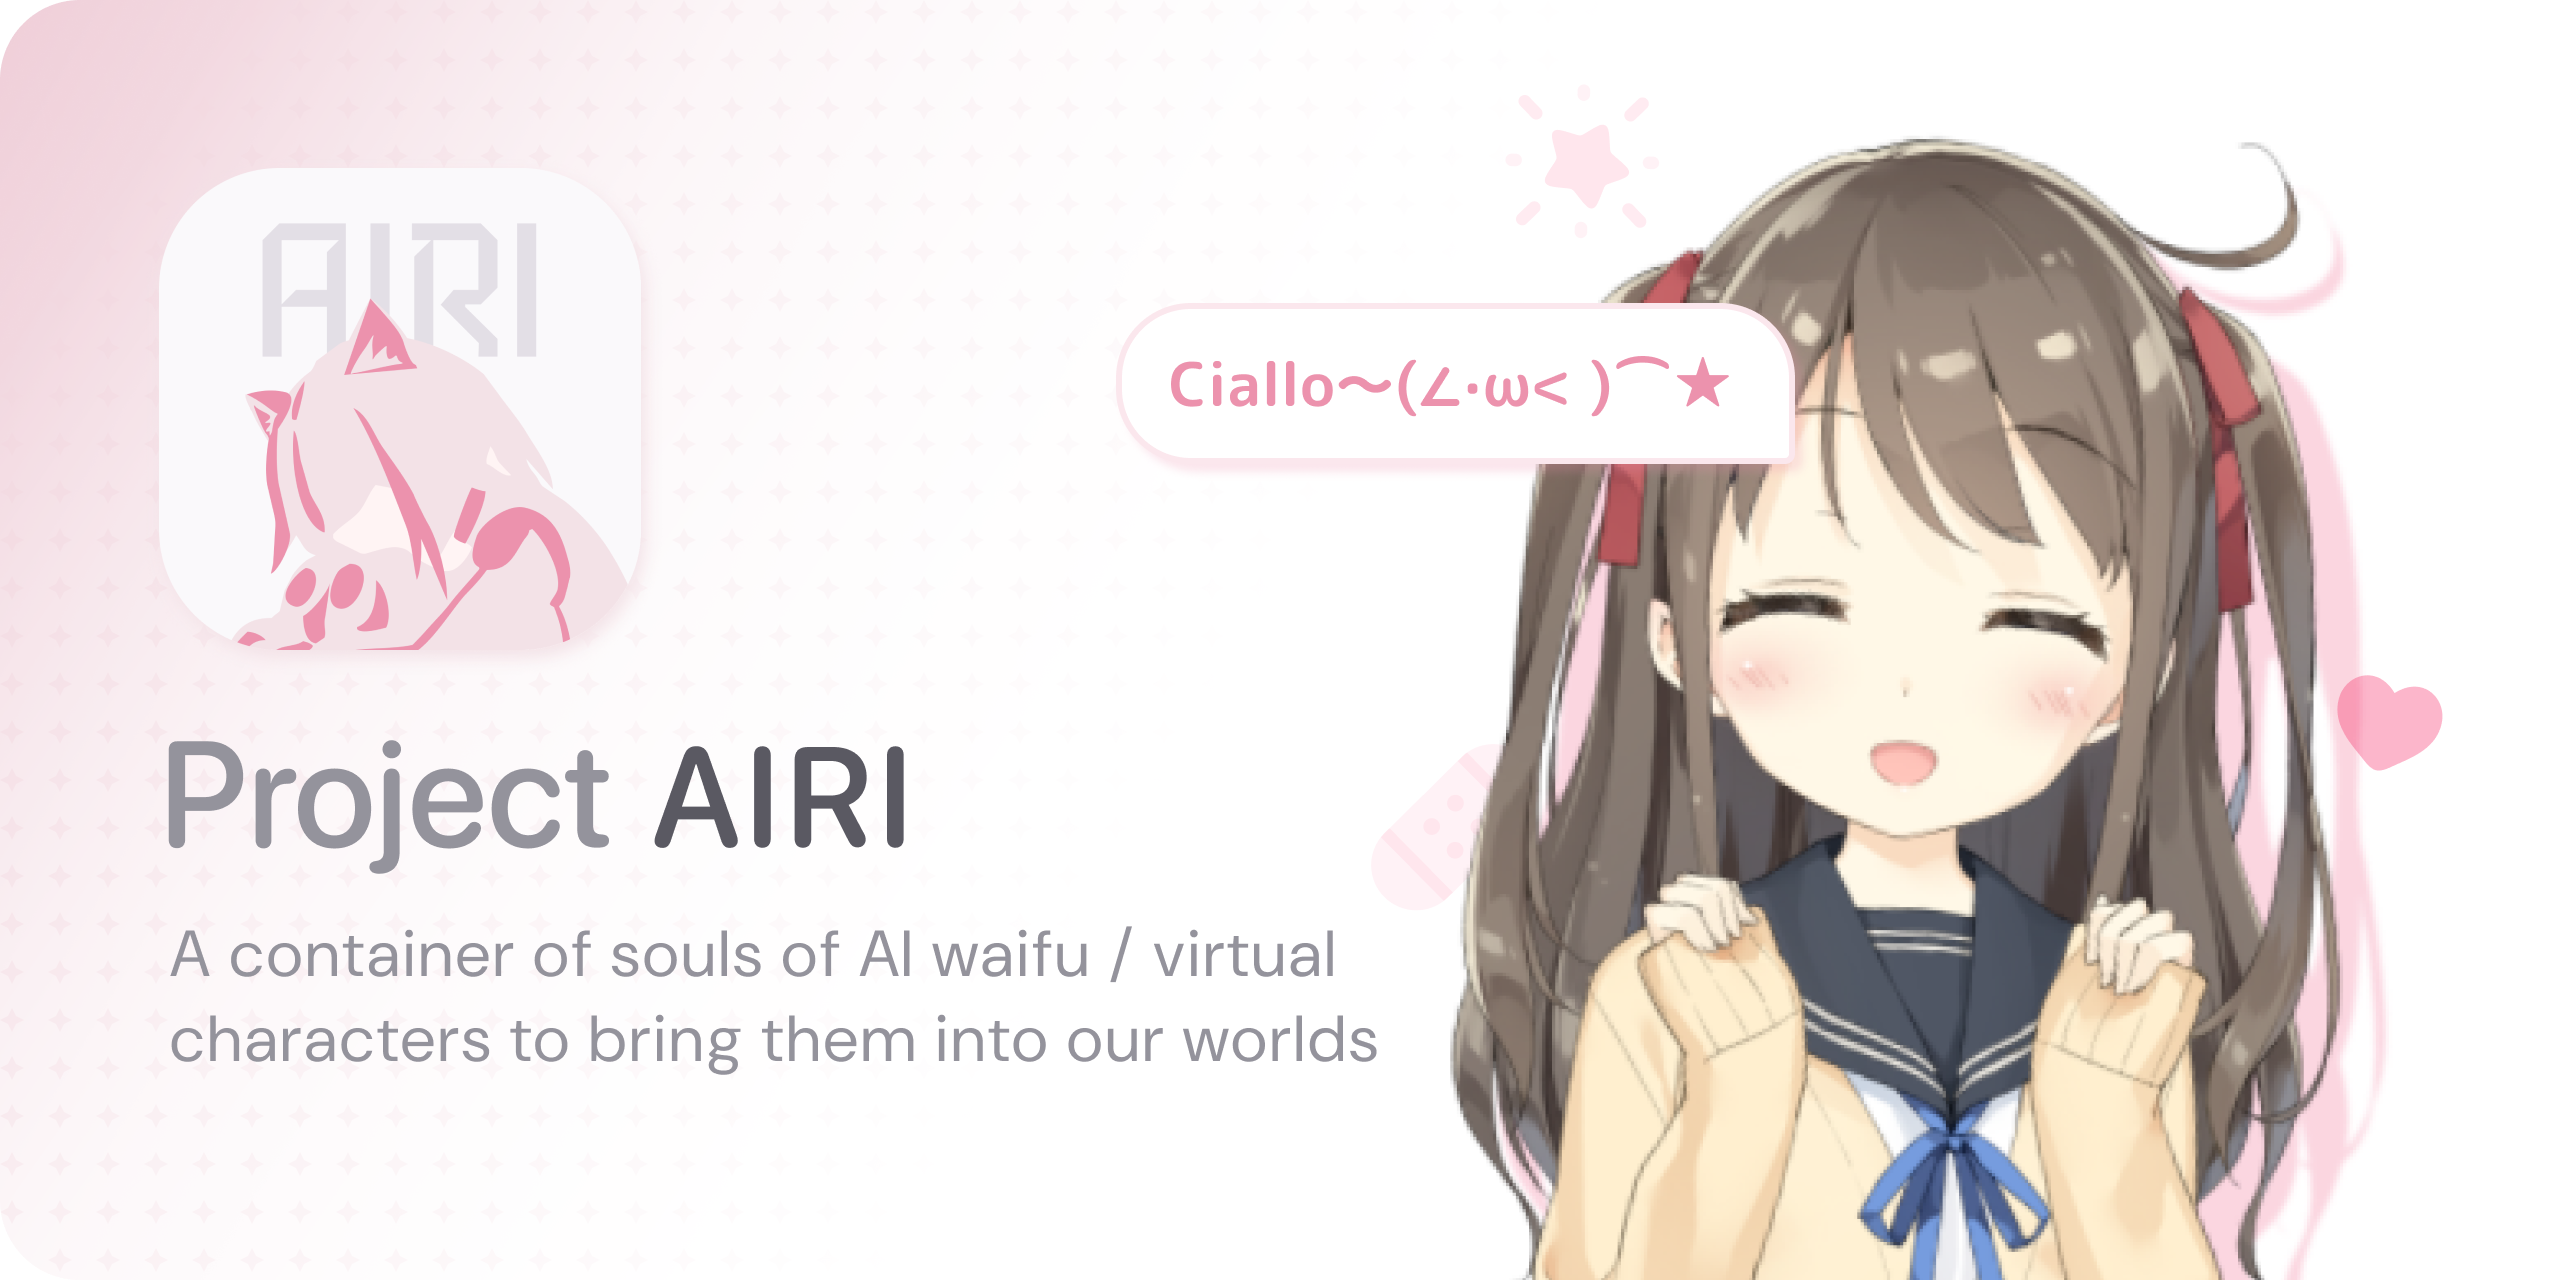 AIRI
Ciallo～(∠・ω< )⌒★
Project AIRI
A container of souls of AI waifu / virtual
characters to bring them into our worlds